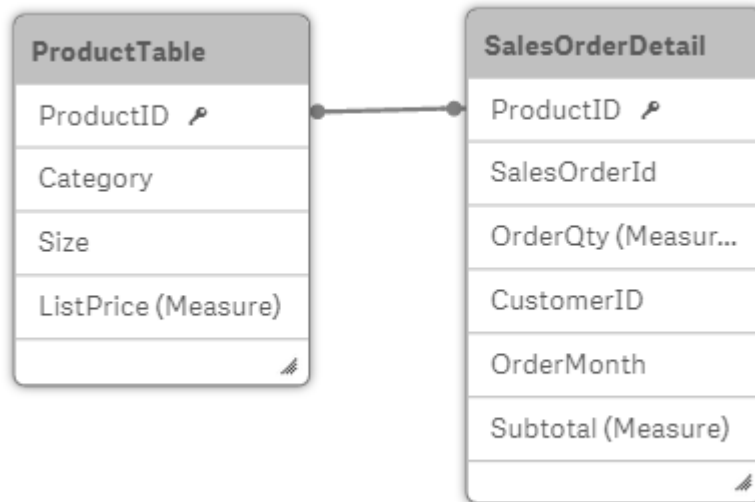 ProductTable
ProductID
Category
Size
ListPrice (Measure)
SalesOrderDetail
ProductID
SalesOrderId
OrderQty (Measur...
CustomerID
OrderMonth
Subtotal (Measure)